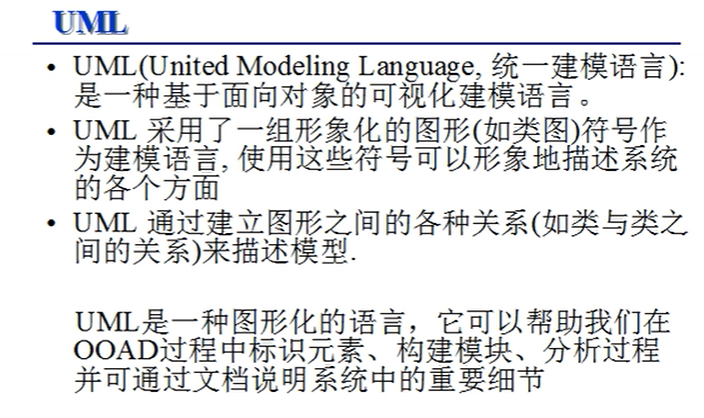 UML
• UML(United Modeling Language, 统一建模语言):
是一种基于面向对象的可视化建模语言。
• UML 采用了一组形象化的图形(如类图)符号作
为建模语言, 使用这些符号可以形象地描述系统
的各个方面
• UML 通过建立图形之间的各种关系(如类与类之
间的关系)来描述模型.
UML是一种图形化的语言，它可以帮助我们在
OOAD过程中标识元素、构建模块、分析过程
并可通过文档说明系统中的重要细节